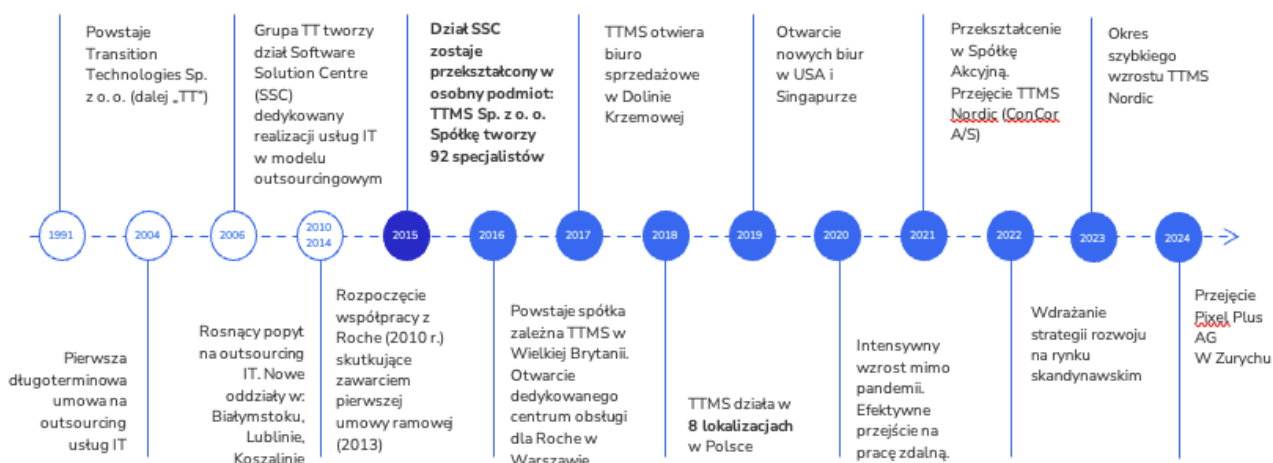 Powstaje
Transition
Technologies Sp.
z o. o. (dalej „TT")
Grupa TT tworzy
dział Software
Solution Centre
(SSC)
dedykowany
realizacji usług IT
w modelu
outsourcingowym
Dział SSC
zostaje
przekształcony w
osobny podmiot:
TTMS Sp. z o. o.
Spółkę tworzy
92 specjalistów
TTMS otwiera
biuro
sprzedażowe
w Dolinie
Krzemowej
Otwarcie
nowych biur
w USA i
Singapurze
Przekształcenie
w Spółkę
Akcyjną.
Przejęcie TTMS
Nordic (ConCor
A/S)
Okres
szybkiego
wzrostu TTMS
Nordic
1991
2004
2006
2010
2014
2015
2016
2017
2018
2019
2020
2021
2022
2023
2024
Pierwsza
długoterminowa
umowa na
outsourcing
usług IT
Rosnący popyt
na outsourcing
IT. Nowe
oddziały w:
Białymstoku,
Lublinie,
Koszalinie
Rozpoczęcie
współpracy z
Roche (2010 r.)
skutkujące
zawarciem
pierwszej
umowy ramowej
(2013)
Powstaje spółka
zależna TTMS w
Wielkiej Brytanii.
Otwarcie
dedykowanego
centrum obsługi
dla Roche w
Warszawie
TTMS działa w
8 lokalizacjach
w Polsce
Intensywny
wzrost mimo
pandemii.
Efektywne
przejście na
pracę zdalną.
Wdrażanie
strategii rozwoju
na rynku
skandynawskim
Przejęcie
Pixel Plus
AG
W Zurychu